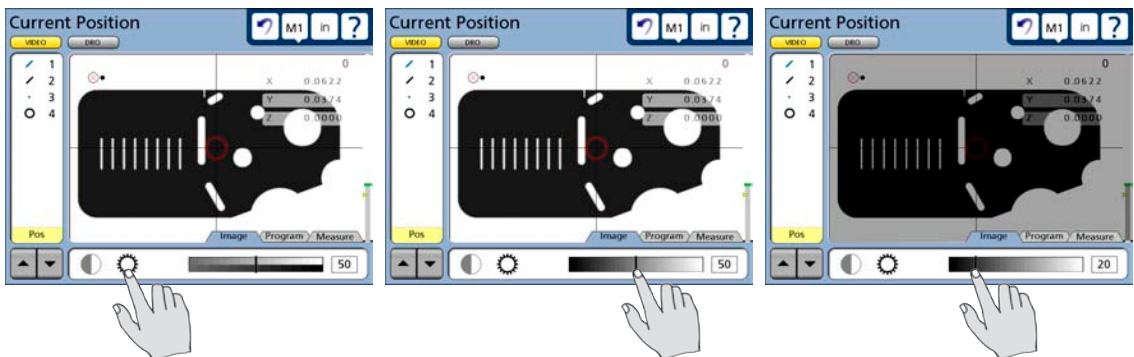 Current Position
M1
in
?
VIDEO
DRO
1
2
3
4
0
X 0.0622
Y 0.0374
Z 0.0000
Pos
Image
Program
Measure
50
Current Position
M1
in
?
VIDEO
DRO
1
2
3
4
0
X 0.0622
Y 0.0374
Z 0.0000
Pos
Image
Program
Measure
50
Current Position
M1
in
?
VIDEO
DRO
1
2
3
4
0
X 0.0622
Y 0.0374
Z 0.0000
Pos
Image
Program
Measure
20